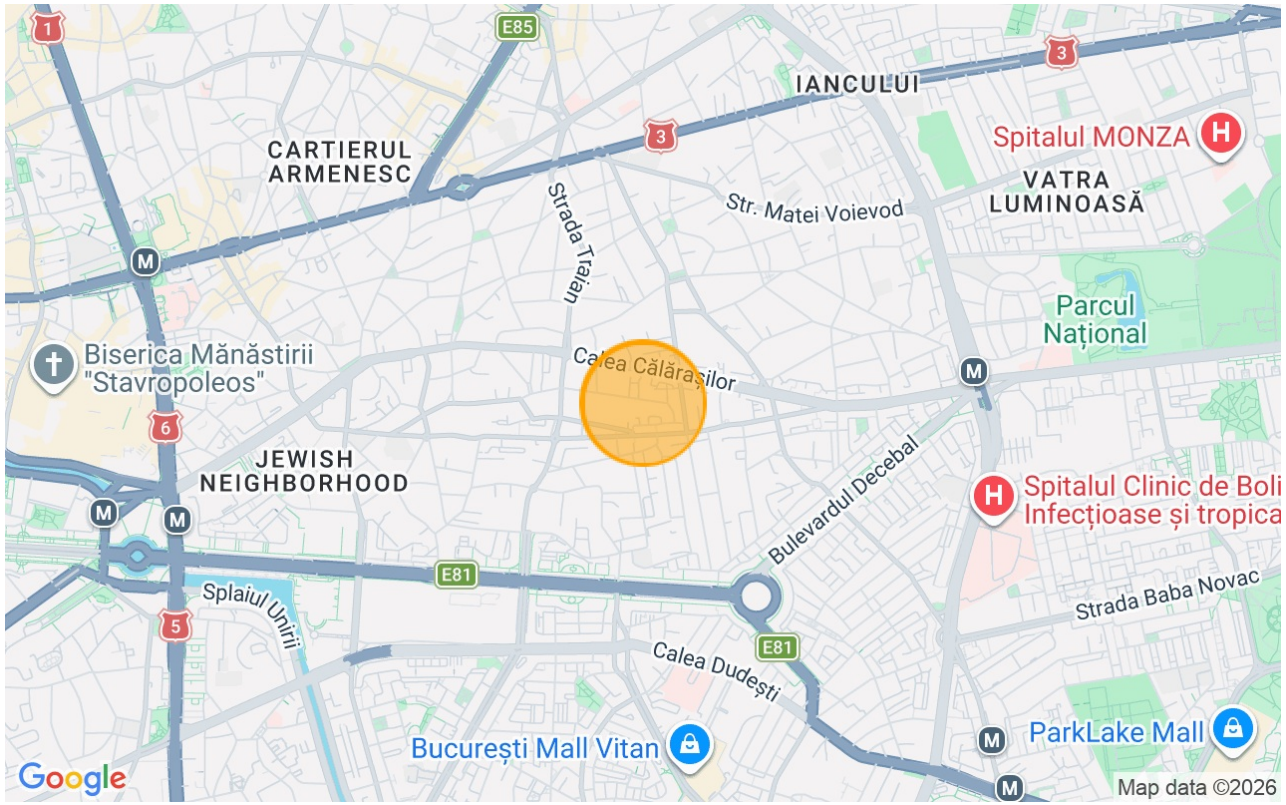 1
E85
3
IANCULUI
3
Spitalul MONZA
H
CARTIERUL
ARMENESC
VATRA
LUMINOASĂ
Str. Matei Voievod
Strada Traian
M
Parcul
Național
Biserica Mănăstirii
"Stavropoleos"
Calea Călărașilor
M
6
JEWISH
NEIGHBORHOOD
Bulevardul Decebal
H
Spitalul Clinic de Boli
Infecțioase și tropica
M
M
E81
Splaiul Unirii
Strada Baba Novac
5
E81
Calea Dudești
București Mall Vitan
M
ParkLake Mall
M
Google
Map data ©2026